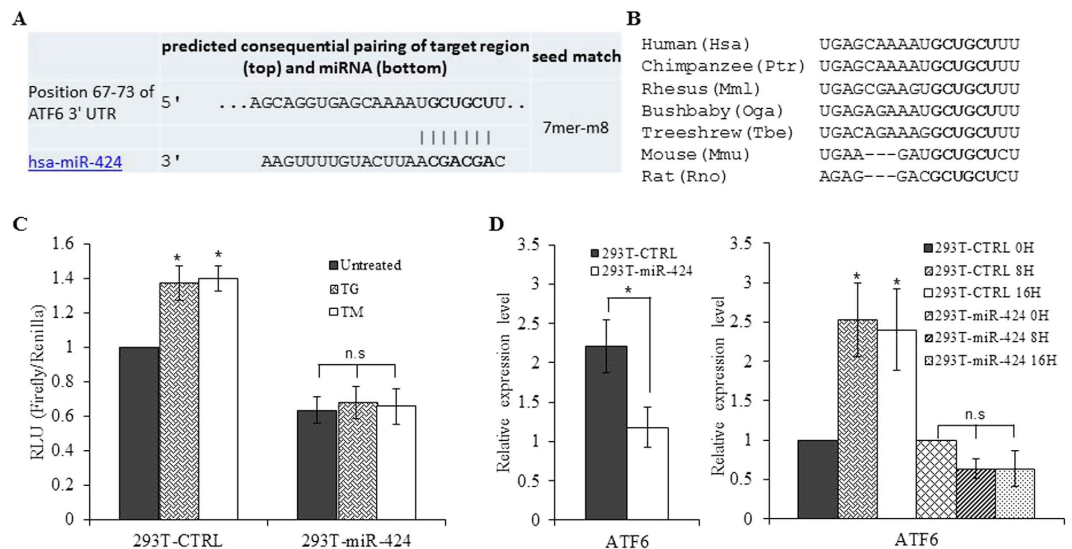 A
predicted consequential pairing of target region
(top) and miRNA (bottom)
seed match
Position 67-73 of
ATF6 3' UTR
5' ...AGCAGGUGAGCAAAAUGCUGCUU..
7mer-m8
hsa-miR-424
3' AAGUUUUGUACUUAACGACGAC
B
Human(Hsa) UGAGCAAAAUGCUGCUUU
Chimpanzee(Ptr) UGAGCAAAAUGCUGCUUU
Rhesus(Mml) UGAGCGAAGUGCUGCUUU
Bushbaby(Oga) UGAGAGAAAUGCUGCUUU
Treeshrew(Tbe) UGACAGAAAGGCUGCUUU
Mouse(Mmu) UGAA---GAUGCUGCUCU
Rat(Rno) AGAG---GACGCUGCUCU
C
RLU (Firefly/Renilla)
1.6
1.4
1.2
1
0.8
0.6
0.4
0.2
0
* *
n.s
Untreated
TG
TM
293T-CTRL
293T-miR-424
D
Relative expression level
3.5
3
2.5
2
1.5
1
0.5
0
293T-CTRL
293T-miR-424
*
ATF6
Relative expression level
3.5
3
2.5
2
1.5
1
0.5
0
* *
n.s
293T-CTRL 0H
293T-CTRL 8H
293T-CTRL 16H
293T-miR-424 0H
293T-miR-424 8H
293T-miR-424 16H
ATF6